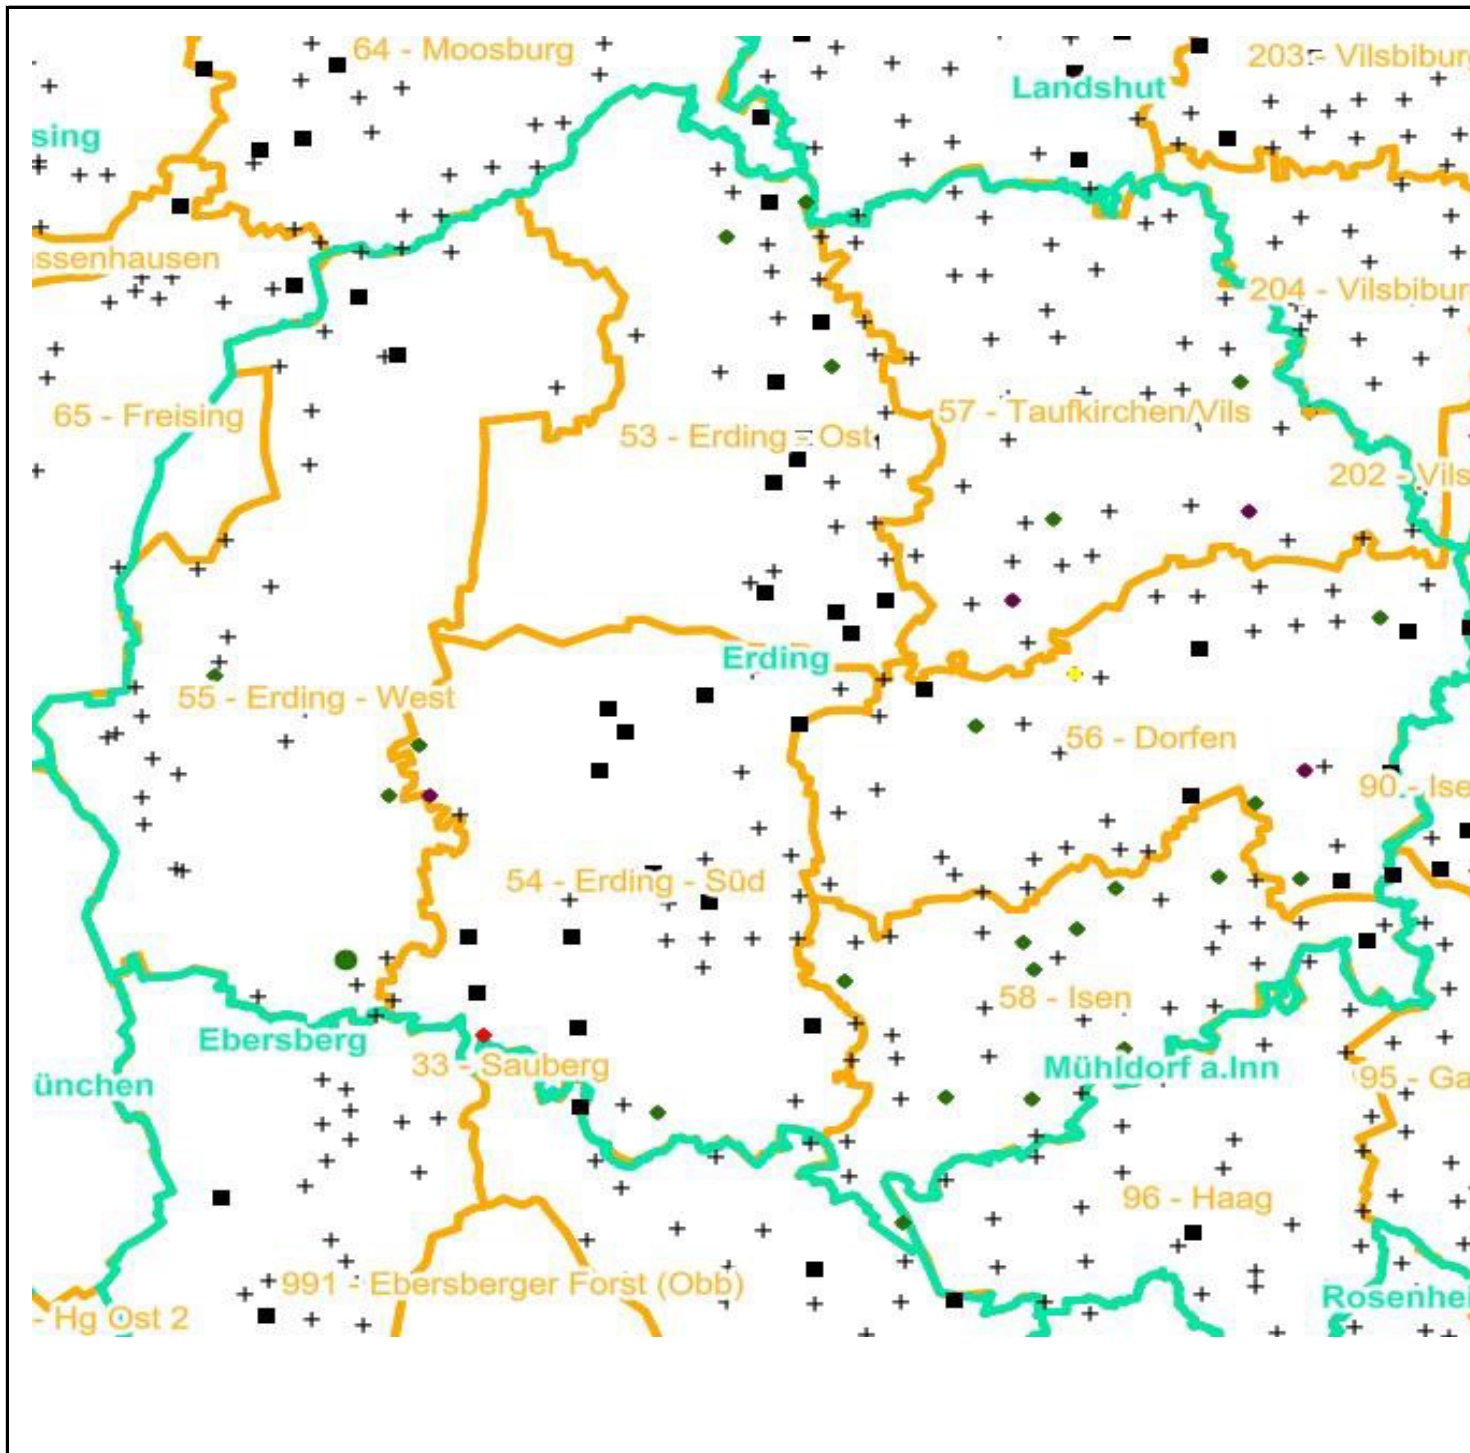 64 - Moosburg
203 - Vilsbiburg
Landshut
sing
assenhausen
204 - Vilsbibur
65 - Freising
57 - Taufkirchen/Vils
53 - Erding - Ost
202 - Vils
Erding
55 - Erding - West
56 - Dorfen
90 - Ise
54 - Erding - Süd
58 - Isen
Ebersberg
33 - Sauberg
Mühldorf a.Inn
ünchen
95 - Ga
96 - Haag
991 - Ebersberger Forst (Obb)
Rosenhei
- Hg Ost 2